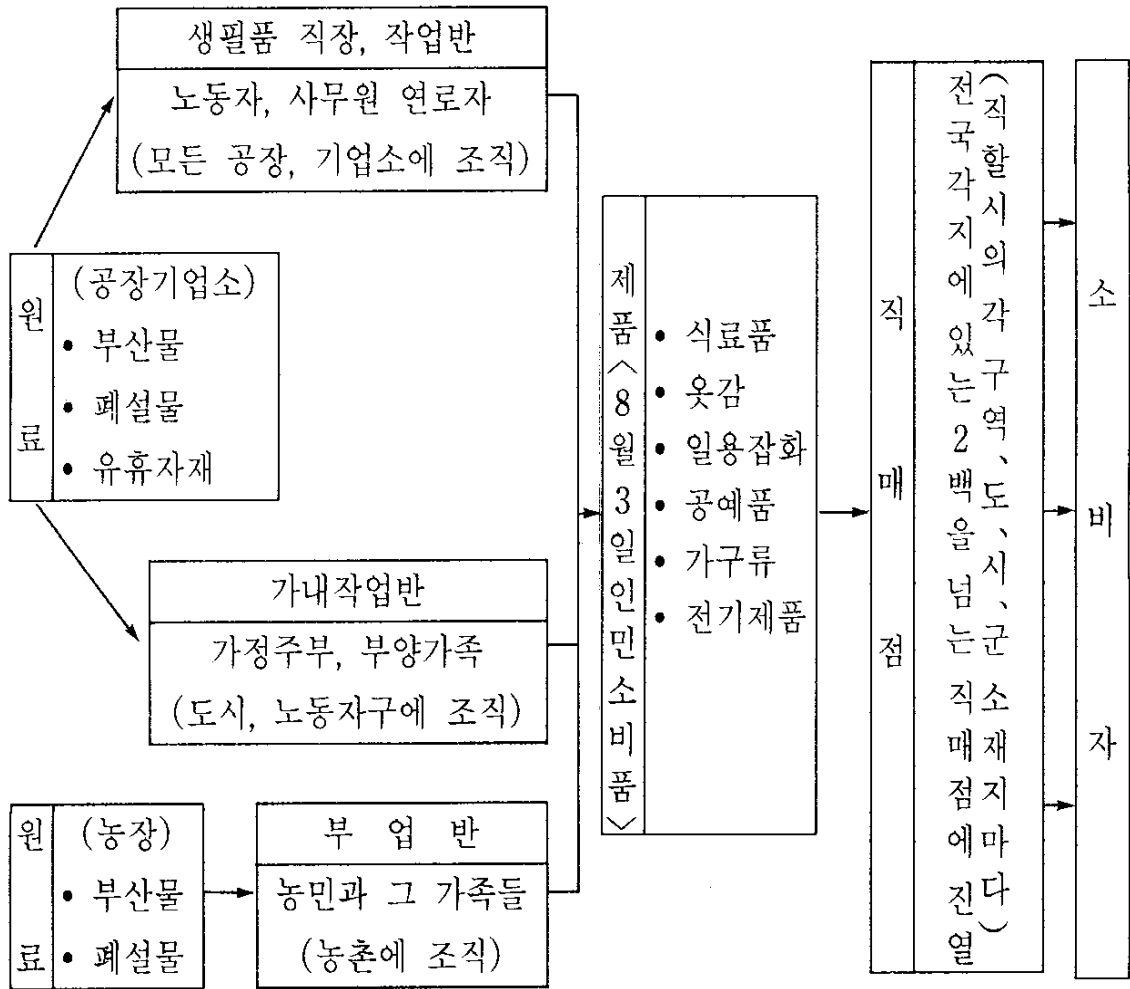 생필품 직장, 작업반
노동자, 사무원 연로자
(모든 공장, 기업소에 조직)
원료
(공장기업소)
• 부산물
• 폐설물
• 유휴자재
가내작업반
가정주부, 부양가족
(도시, 노동자구에 조직)
원료
(농장)
• 부산물
• 폐설물
부 업 반
농민과 그 가족들
(농촌에 조직)
제품〈8월3일인민소비품〉
• 식료품
• 옷감
• 일용잡화
• 공예품
• 가구류
• 전기제품
직매점
(직할시의 각 구역、도、시、군 소재지마다)
전국각지에 있는 2백을 넘는 직매점에 진열
소비자